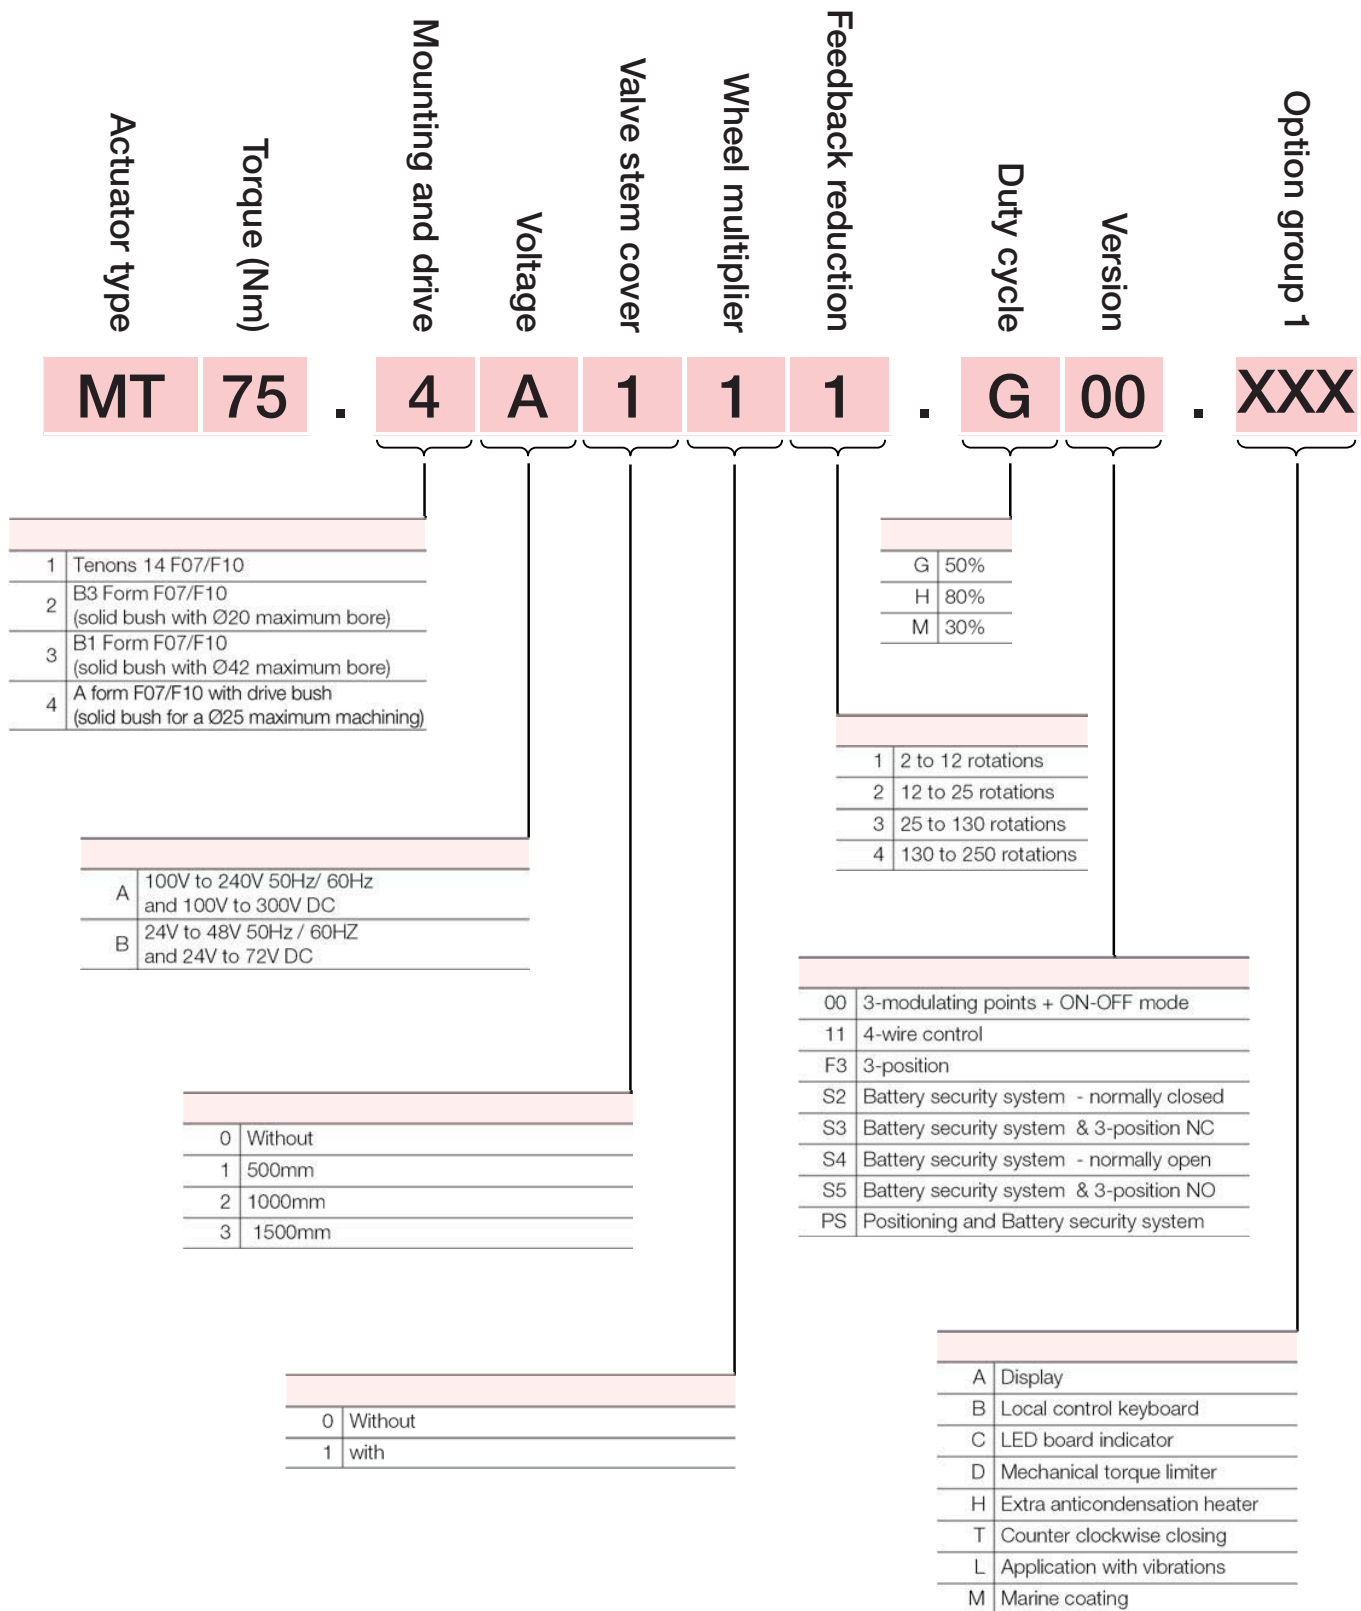 Actuator type
Torque (Nm)
Mounting and drive
Voltage
Valve stem cover
Wheel multiplier
Feedback reduction
Duty cycle
Version
Option group 1
MT 75 . 4 A 1 1 1 . G 00 . XXX
1 Tenons 14 F07/F10
2 B3 Form F07/F10
(solid bush with Ø20 maximum bore)
3 B1 Form F07/F10
(solid bush with Ø42 maximum bore)
4 A form F07/F10 with drive bush
(solid bush for a Ø25 maximum machining)
G 50%
H 80%
M 30%
1 2 to 12 rotations
2 12 to 25 rotations
3 25 to 130 rotations
4 130 to 250 rotations
A 100V to 240V 50Hz/ 60Hz
and 100V to 300V DC
B 24V to 48V 50Hz / 60HZ
and 24V to 72V DC
00 3-modulating points + ON-OFF mode
11 4-wire control
F3 3-position
S2 Battery security system - normally closed
S3 Battery security system & 3-position NC
S4 Battery security system - normally open
S5 Battery security system & 3-position NO
PS Positioning and Battery security system
0 Without
1 500mm
2 1000mm
3 1500mm
0 Without
1 with
A Display
B Local control keyboard
C LED board indicator
D Mechanical torque limiter
H Extra anticondensation heater
T Counter clockwise closing
L Application with vibrations
M Marine coating